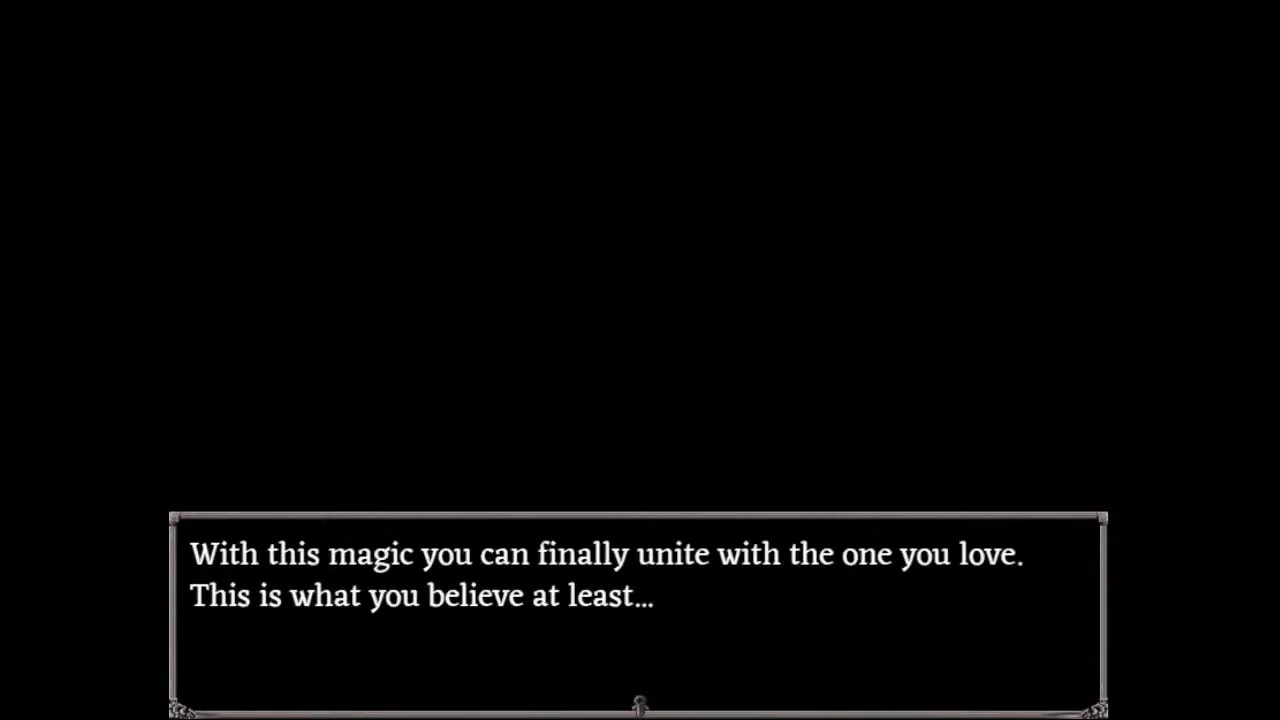 With this magic you can finally unite with the one you love.
This is what you believe at least...